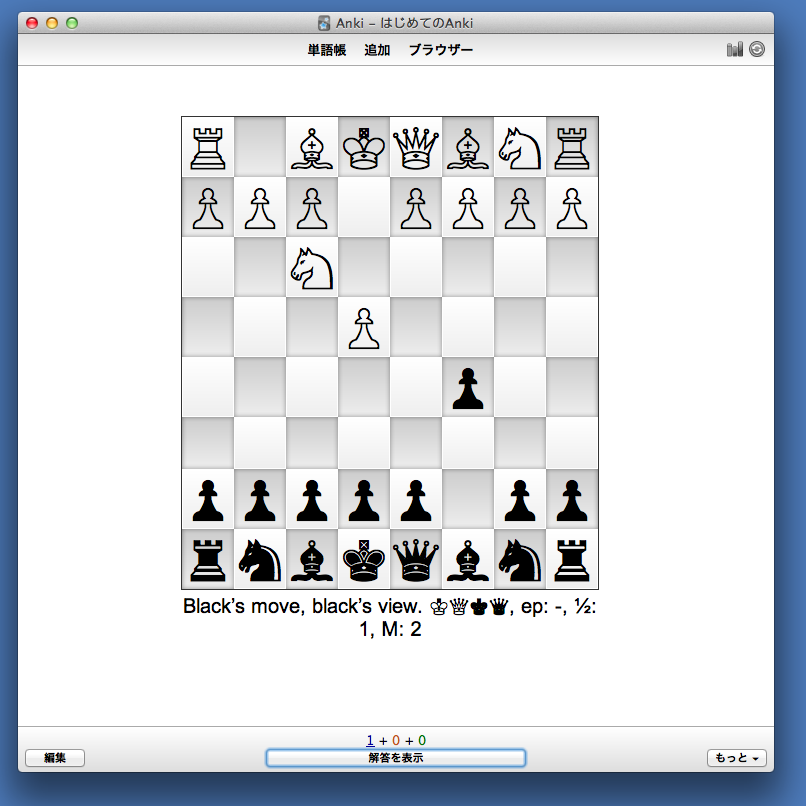 Anki – はじめてのAnki
単語帳 追加 ブラウザー
Black's move, black's view. ♔♕♚♛, ep: -, ½:
1, M: 2
1 + 0 + 0
編集 解答を表示 もっと